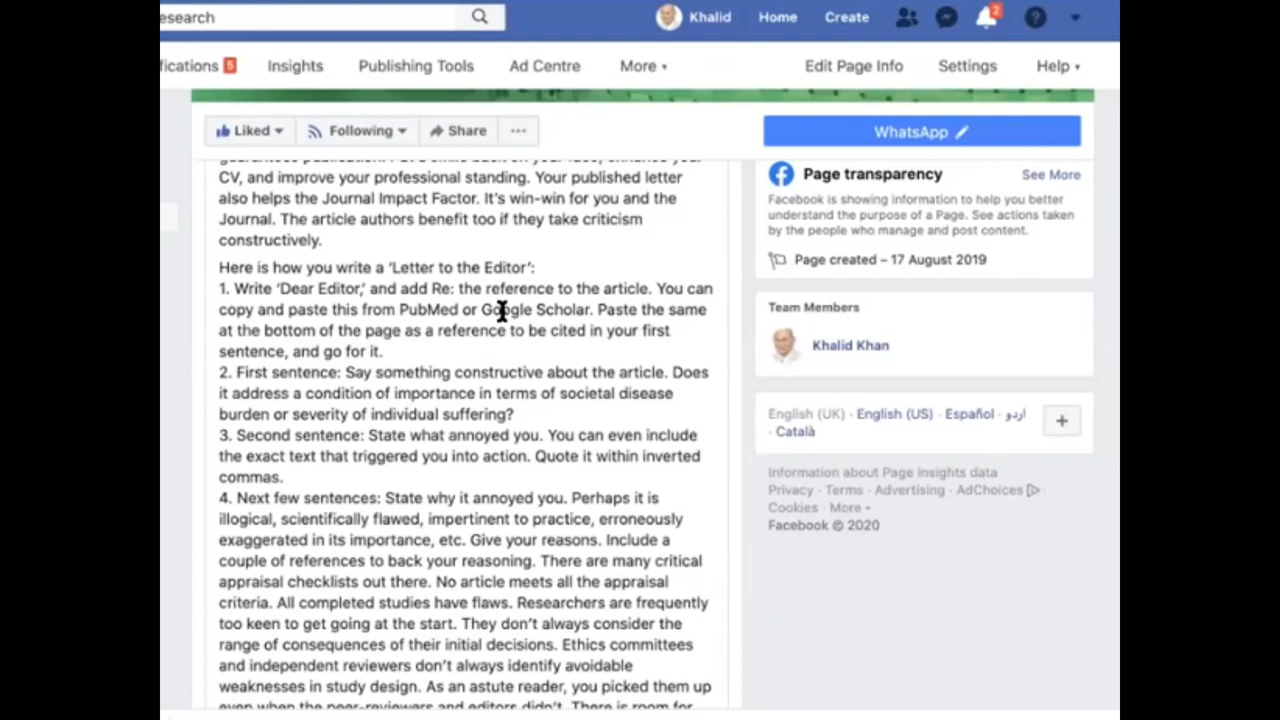 esearch
Khalid
Home
Create
2
ifications 5
Insights
Publishing Tools
Ad Centre
More
Edit Page Info
Settings
Help
Liked
Following
Share
WhatsApp
CV, and improve your professional standing. Your published letter
also helps the Journal Impact Factor. It's win-win for you and the
Journal. The article authors benefit too if they take criticism
constructively.
Here is how you write a ‘Letter to the Editor’:
1. Write ‘Dear Editor,’ and add Re: the reference to the article. You can
copy and paste this from PubMed or Google Scholar. Paste the same
at the bottom of the page as a reference to be cited in your first
sentence, and go for it.
2. First sentence: Say something constructive about the article. Does
it address a condition of importance in terms of societal disease
burden or severity of individual suffering?
3. Second sentence: State what annoyed you. You can even include
the exact text that triggered you into action. Quote it within inverted
commas.
4. Next few sentences: State why it annoyed you. Perhaps it is
illogical, scientifically flawed, impertinent to practice, erroneously
exaggerated in its importance, etc. Give your reasons. Include a
couple of references to back your reasoning. There are many critical
appraisal checklists out there. No article meets all the appraisal
criteria. All completed studies have flaws. Researchers are frequently
too keen to get going at the start. They don’t always consider the
range of consequences of their initial decisions. Ethics committees
and independent reviewers don’t always identify avoidable
weaknesses in study design. As an astute reader, you picked them up
even when the peer-reviewers and editors didn’t. There is room for
Page transparency
See More
Facebook is showing information to help you better
understand the purpose of a Page. See actions taken
by the people who manage and post content.
Page created – 17 August 2019
Team Members
Khalid Khan
English (UK) · English (US) · Español · اردو
· Català
Information about Page Insights data
Privacy · Terms · Advertising · AdChoices ·
Cookies · More
Facebook © 2020